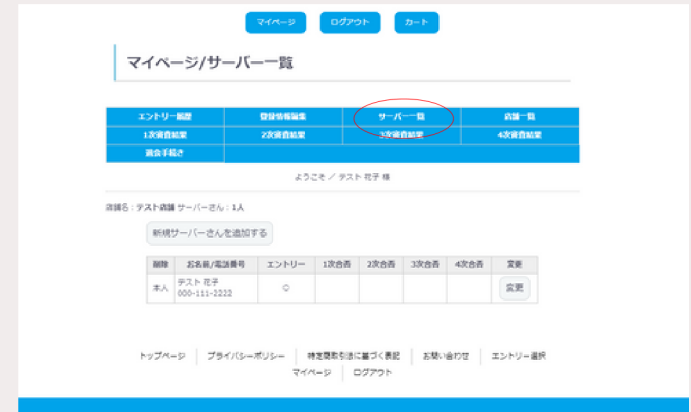 マイページ ログアウト カート
マイページ/サーバー一覧
エントリー履歴 登録情報編集 サーバー一覧 店舗一覧
1次審査結果 2次審査結果 3次審査結果 4次審査結果
退会手続き
ようこそ / テスト 花子 様
店舗名：テスト店舗 サーバーさん：1人
新規サーバーさんを追加する
削除 お名前/電話番号 エントリー 1次合否 2次合否 3次合否 4次合否 変更
本人 テスト 花子 ○ 変更
000-111-2222
トップページ プライバシーポリシー 特定商取引法に基づく表記 お問い合わせ エントリー選択
マイページ ログアウト